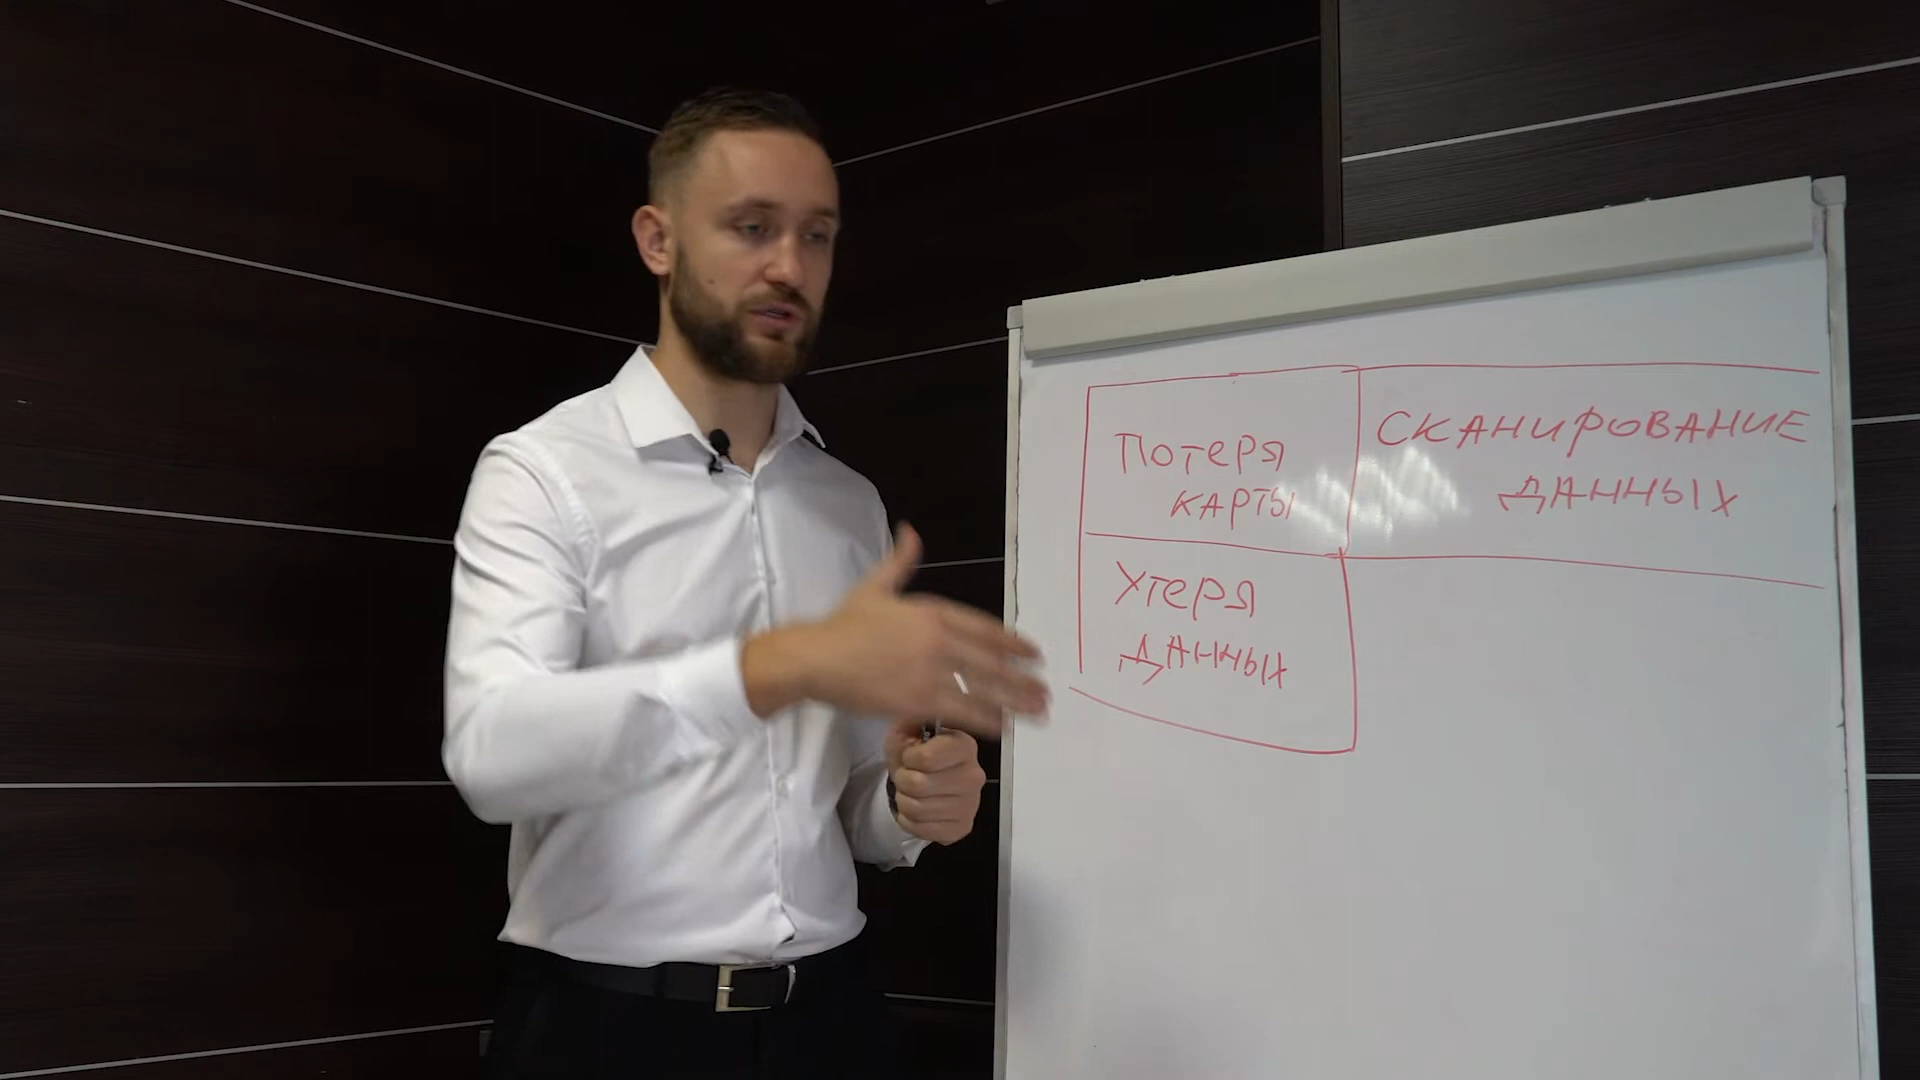 Потеря
карты
Сканирование
данных
Утеря
данных